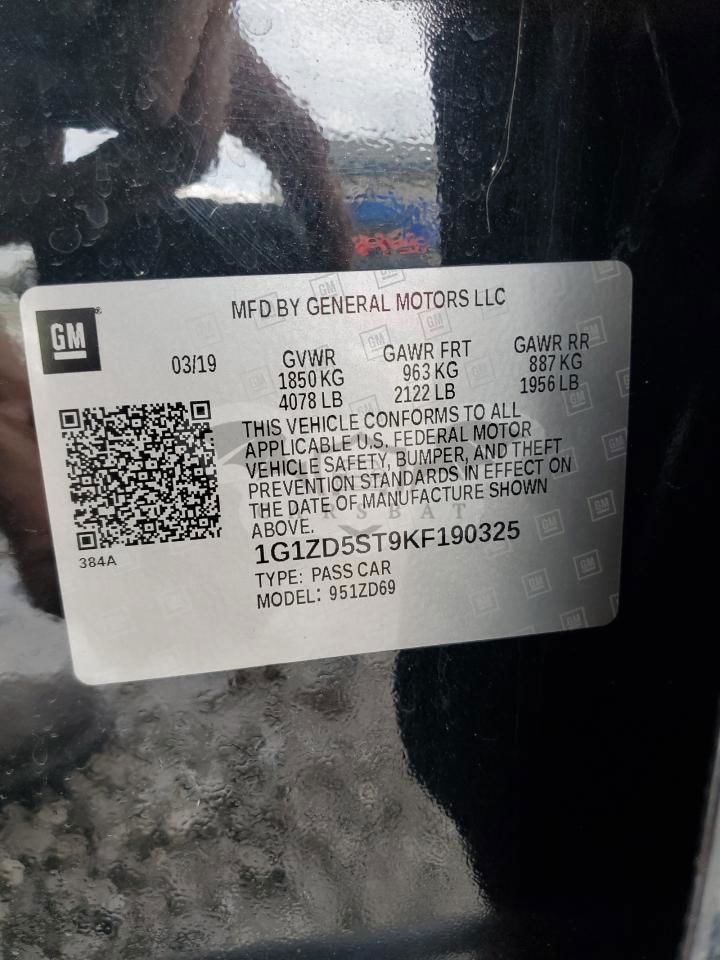 MFD BY GENERAL MOTORS LLC
GM
03/19
GVWR
1850 KG
4078 LB
GAWR FRT
963 KG
2122 LB
GAWR RR
887 KG
1956 LB
THIS VEHICLE CONFORMS TO ALL
APPLICABLE U.S. FEDERAL MOTOR
VEHICLE SAFETY, BUMPER, AND THEFT
PREVENTION STANDARDS IN EFFECT ON
THE DATE OF MANUFACTURE SHOWN
ABOVE.
384A
1G1ZD5ST9KF190325
TYPE: PASS CAR
MODEL: 951ZD69